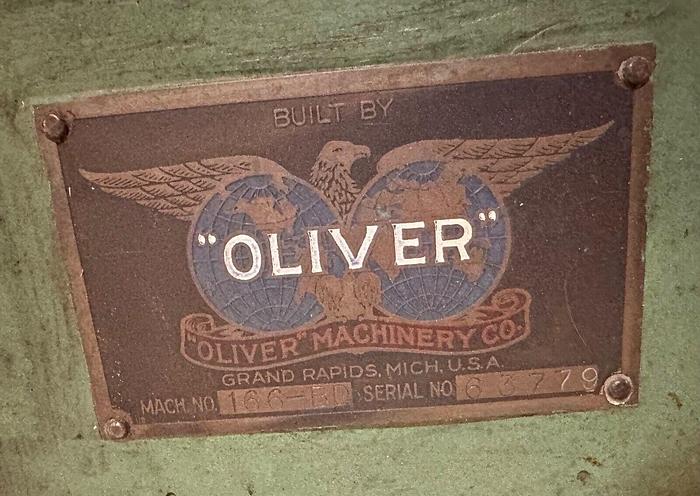 BUILT BY
"OLIVER"
"OLIVER" MACHINERY CO.
GRAND RAPIDS, MICH. U.S.A.
MACH. NO. 166-BD SERIAL NO. 63779